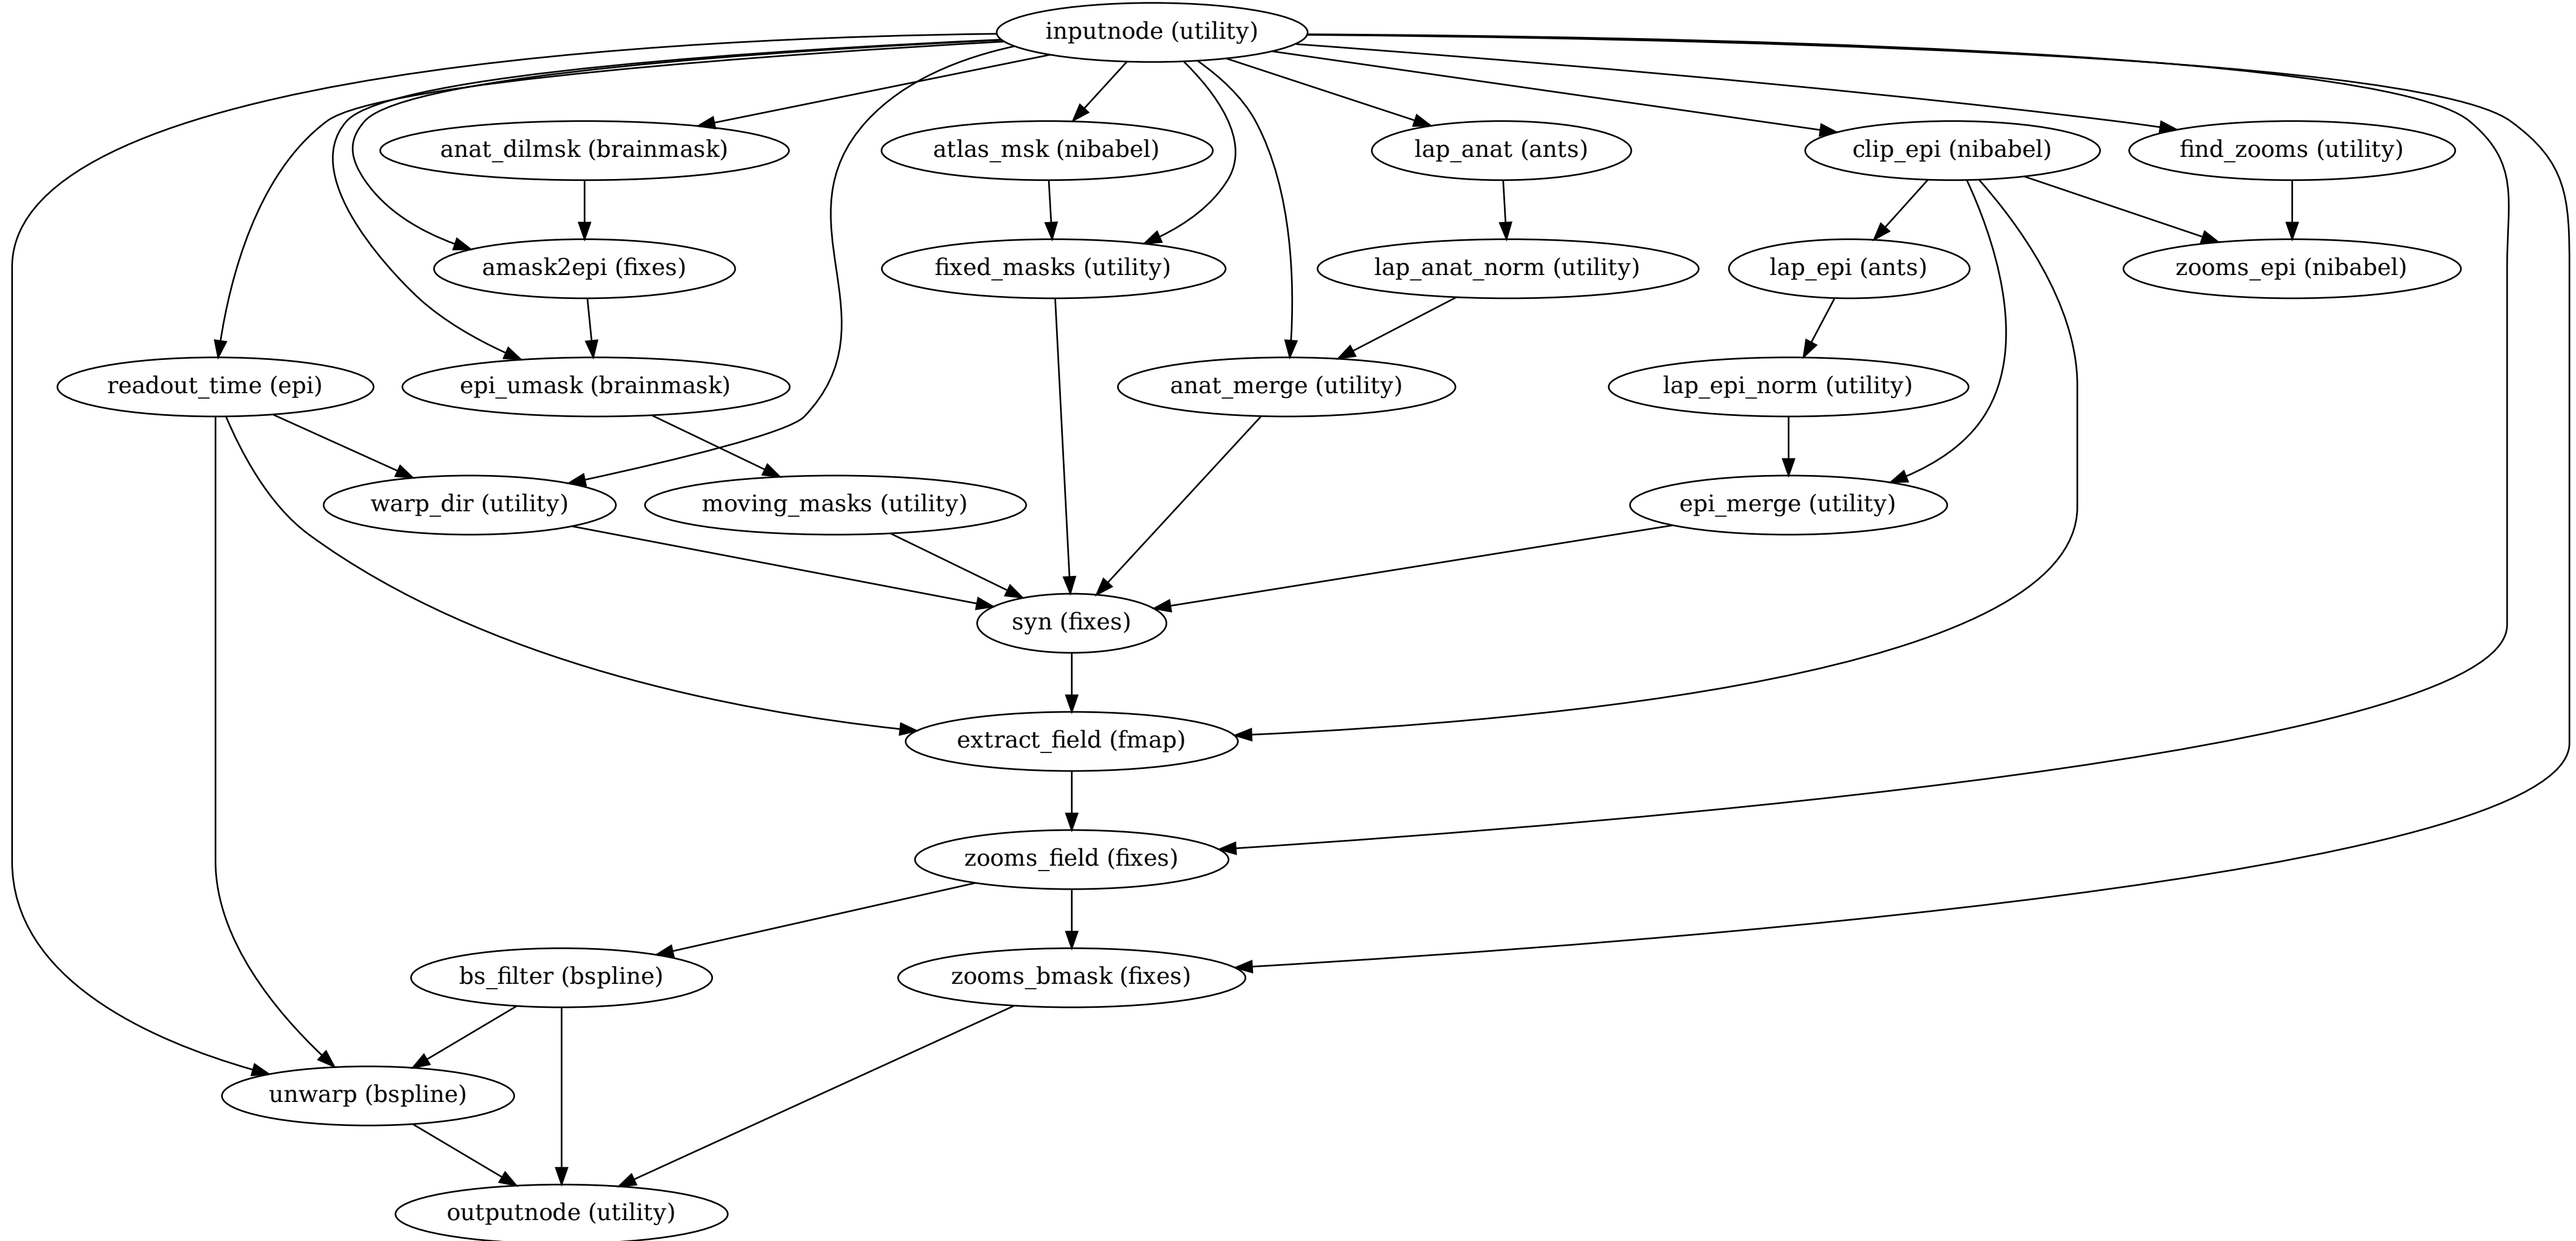 inputnode (utility)
anat_dilmsk (brainmask)
atlas_msk (nibabel)
lap_anat (ants)
clip_epi (nibabel)
find_zooms (utility)
amask2epi (fixes)
fixed_masks (utility)
lap_anat_norm (utility)
lap_epi (ants)
zooms_epi (nibabel)
readout_time (epi)
epi_umask (brainmask)
anat_merge (utility)
lap_epi_norm (utility)
warp_dir (utility)
moving_masks (utility)
epi_merge (utility)
syn (fixes)
extract_field (fmap)
zooms_field (fixes)
bs_filter (bspline)
zooms_bmask (fixes)
unwarp (bspline)
outputnode (utility)